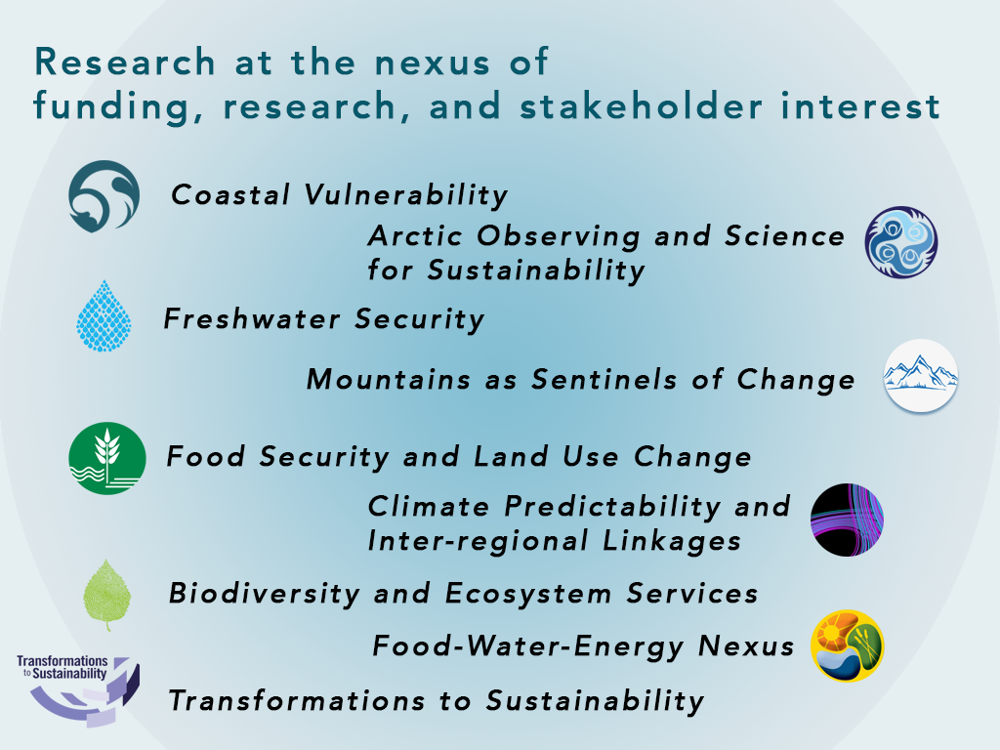 Research at the nexus of
funding, research, and stakeholder interest
Coastal Vulnerability
Arctic Observing and Science
for Sustainability
Freshwater Security
Mountains as Sentinels of Change
Food Security and Land Use Change
Climate Predictability and
Inter-regional Linkages
Biodiversity and Ecosystem Services
Food-Water-Energy Nexus
Transformations
to Sustainability
Transformations to Sustainability